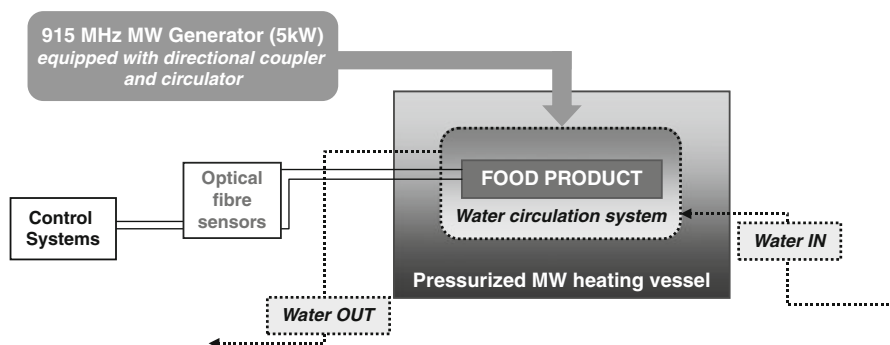 915 MHz MW Generator (5kW)
equipped with directional coupler
and circulator
Optical
fibre
sensors
Control
Systems
FOOD PRODUCT
Water circulation system
Water IN
Pressurized MW heating vessel
Water OUT